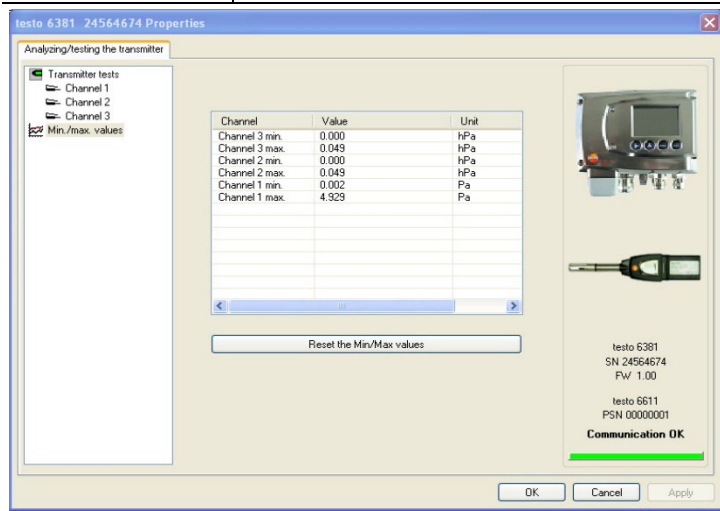 testo 6381 24564674 Properties
Analyzing/testing the transmitter
Transmitter tests
Channel 1
Channel 2
Channel 3
Min./max. values
Channel Value Unit
Channel 3 min. 0.000 hPa
Channel 3 max. 0.049 hPa
Channel 2 min. 0.000 hPa
Channel 2 max. 0.049 hPa
Channel 1 min. 0.002 Pa
Channel 1 max. 4.929 Pa
Reset the Min/Max values
testo 6381
SN 24564674
FW 1.00
testo 6611
PSN 00000001
Communication OK
OK Cancel Apply